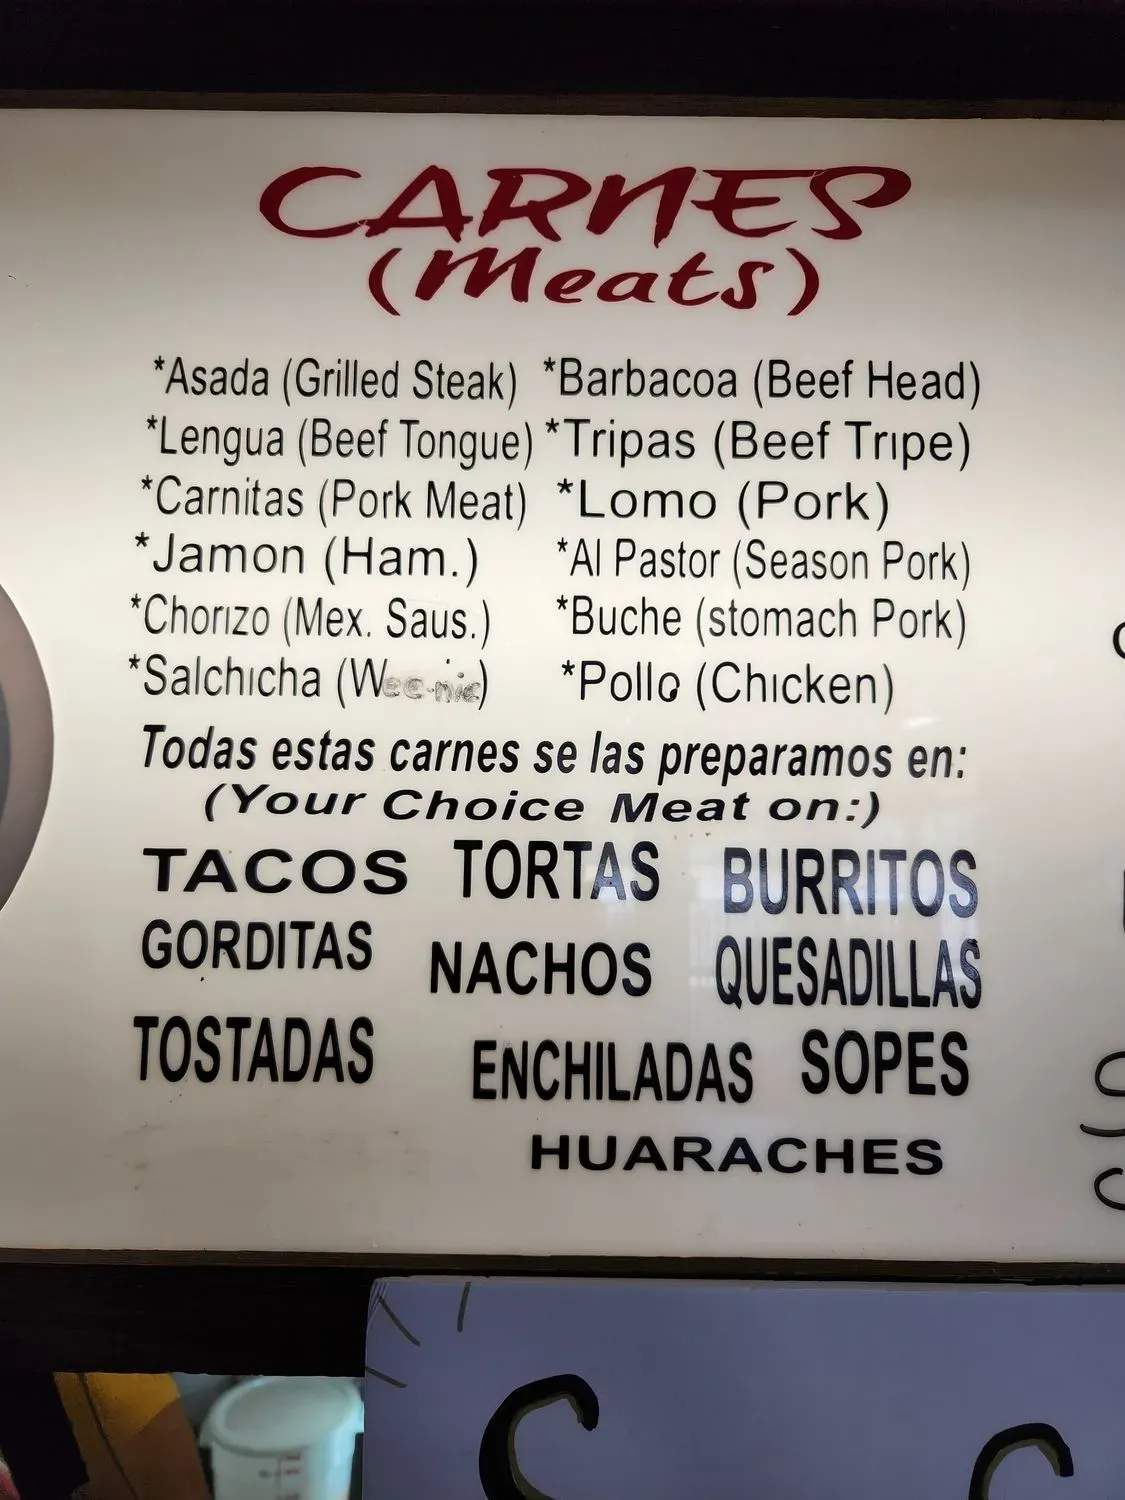 CARNES
(Meats)
*Asada (Grilled Steak) *Barbacoa (Beef Head)
*Lengua (Beef Tongue) *Tripas (Beef Tripe)
*Carnitas (Pork Meat) *Lomo (Pork)
*Jamon (Ham.) *Al Pastor (Season Pork)
*Chorizo (Mex. Saus.) *Buche (stomach Pork)
*Salchicha (Wee·nie) *Pollo (Chicken)
Todas estas carnes se las preparamos en:
(Your Choice Meat on:)
TACOS TORTAS BURRITOS
GORDITAS NACHOS QUESADILLAS
TOSTADAS ENCHILADAS SOPES
HUARACHES